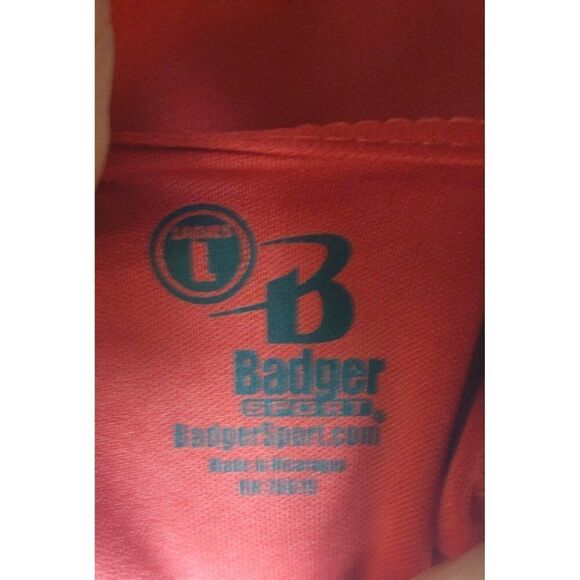 LADIES
L
B
Badger
SPORT®
BadgerSport.com
Made in Nicaragua